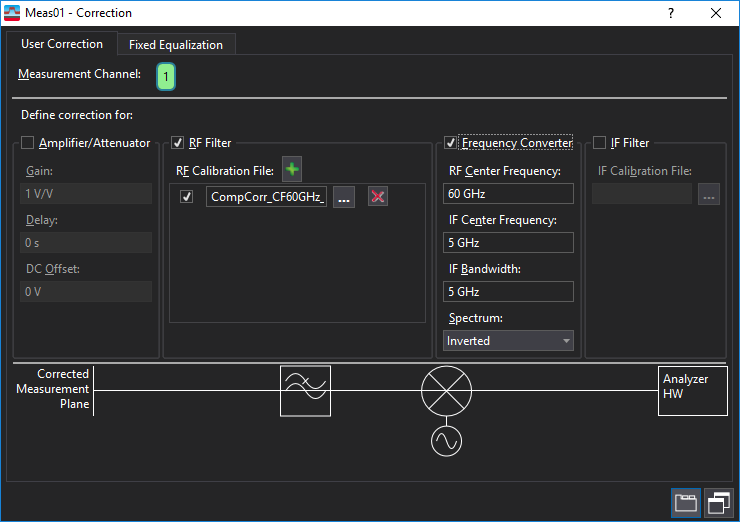 Meas01 - Correction
?
User Correction
Fixed Equalization
Measurement Channel:
1
Define correction for:
Amplifier/Attenuator
Gain:
1 V/V
Delay:
0 s
DC Offset:
0 V
RF Filter
RF Calibration File:
CompCorr_CF60GHz_
...
Frequency Converter
RF Center Frequency:
60 GHz
IF Center Frequency:
5 GHz
IF Bandwidth:
5 GHz
Spectrum:
Inverted
IF Filter
IF Calibration File:
...
Corrected
Measurement
Plane
Analyzer
HW